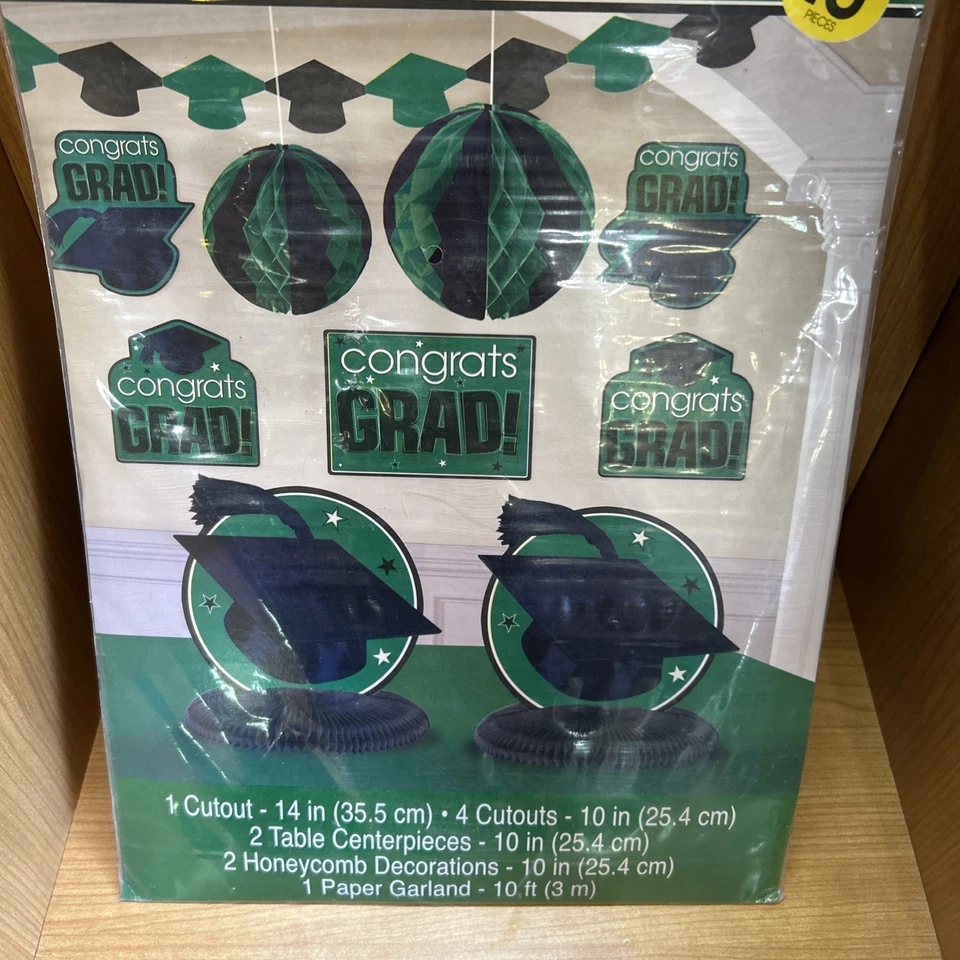 PIECES
congrats
GRAD!
congrats
GRAD!
congrats
GRAD!
congrats
GRAD!
congrats
GRAD!
1 Cutout - 14 in (35.5 cm) • 4 Cutouts - 10 in (25.4 cm)
2 Table Centerpieces - 10 in (25.4 cm)
2 Honeycomb Decorations - 10 in (25.4 cm)
1 Paper Garland - 10 ft (3 m)